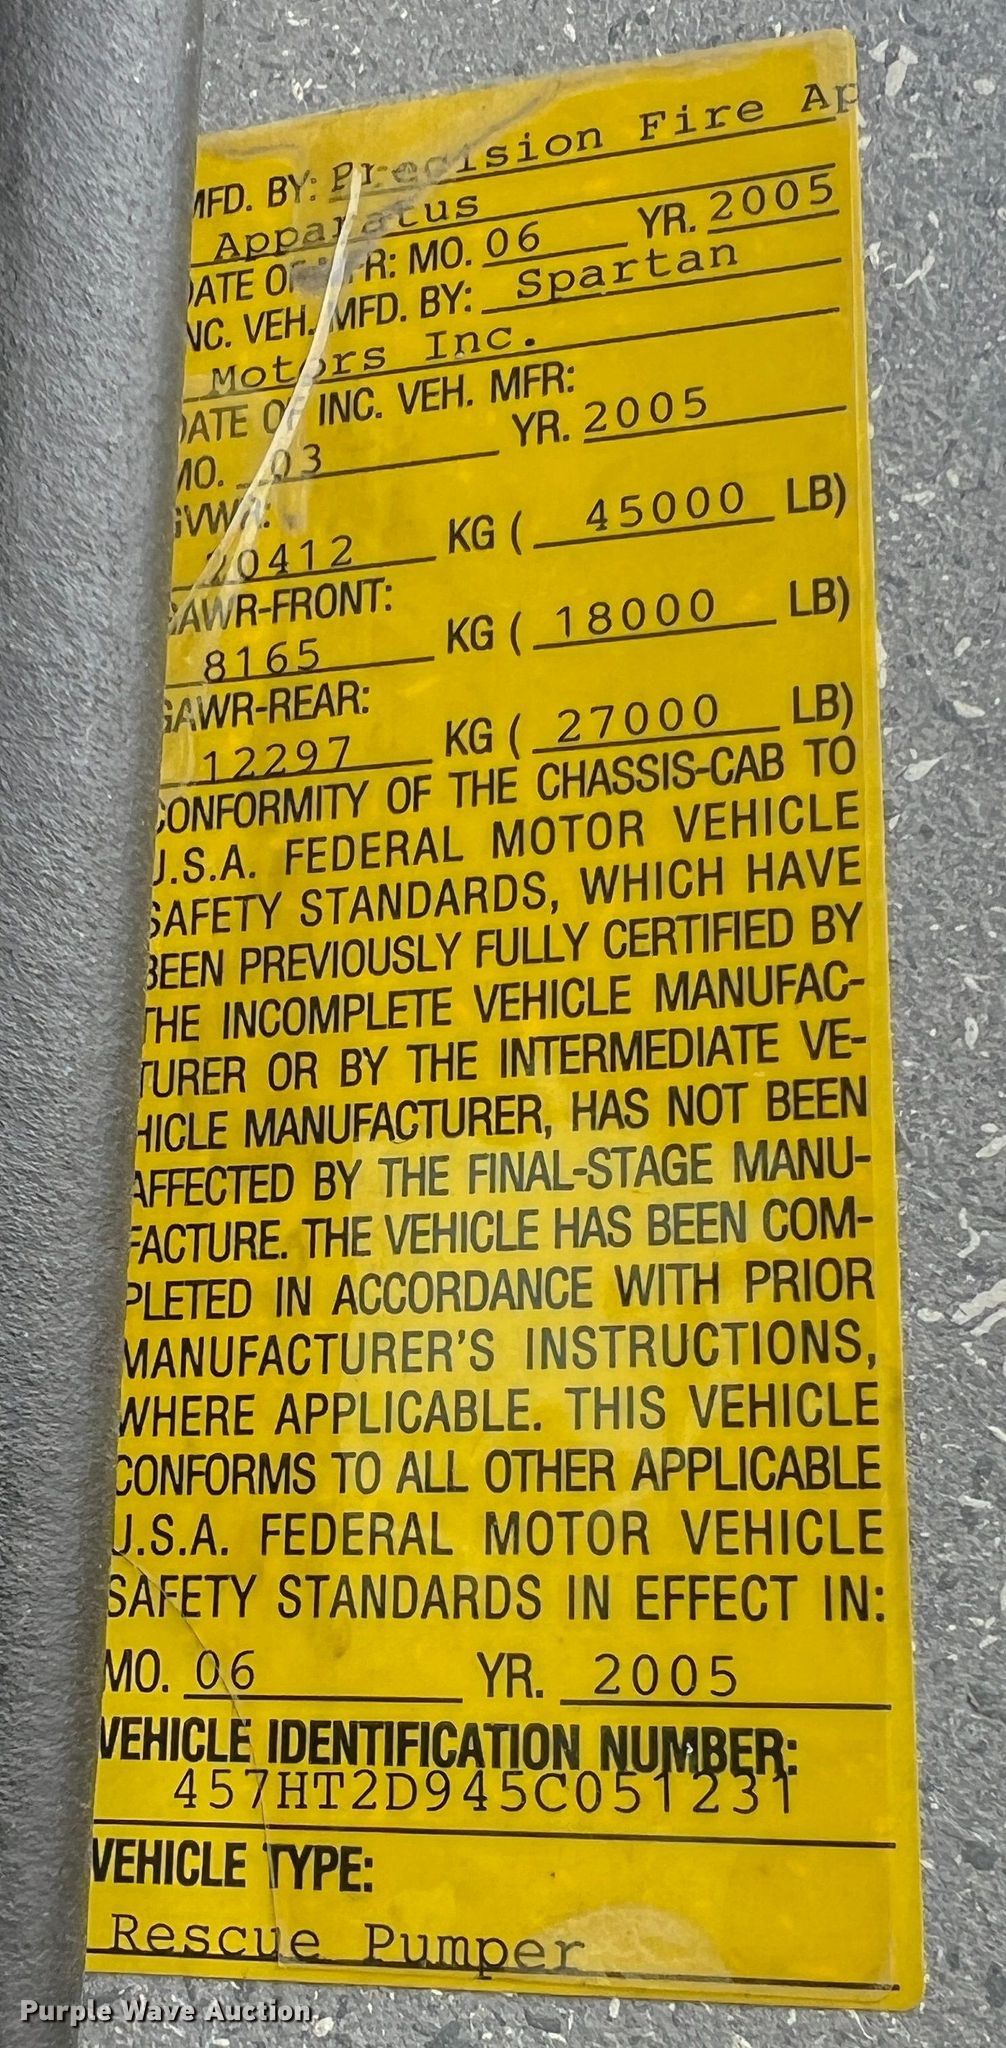 MFD. BY: Precision Fire Ap
Apparatus
DATE OF MFR: MO. 06 YR. 2005
INC. VEH. MFD. BY: Spartan
Motors Inc.
DATE OF INC. VEH. MFR:
MO. 03 YR. 2005
GVWR:
20412 KG ( 45000 LB)
GAWR-FRONT:
8165 KG ( 18000 LB)
GAWR-REAR:
12297 KG ( 27000 LB)
CONFORMITY OF THE CHASSIS-CAB TO
U.S.A. FEDERAL MOTOR VEHICLE
SAFETY STANDARDS, WHICH HAVE
BEEN PREVIOUSLY FULLY CERTIFIED BY
THE INCOMPLETE VEHICLE MANUFAC-
TURER OR BY THE INTERMEDIATE VE-
HICLE MANUFACTURER, HAS NOT BEEN
AFFECTED BY THE FINAL-STAGE MANU-
FACTURE. THE VEHICLE HAS BEEN COM-
PLETED IN ACCORDANCE WITH PRIOR
MANUFACTURER'S INSTRUCTIONS,
WHERE APPLICABLE. THIS VEHICLE
CONFORMS TO ALL OTHER APPLICABLE
U.S.A. FEDERAL MOTOR VEHICLE
SAFETY STANDARDS IN EFFECT IN:
MO. 06 YR. 2005
VEHICLE IDENTIFICATION NUMBER:
457HT2D945C051231
VEHICLE TYPE:
Rescue Pumper
Purple Wave Auction